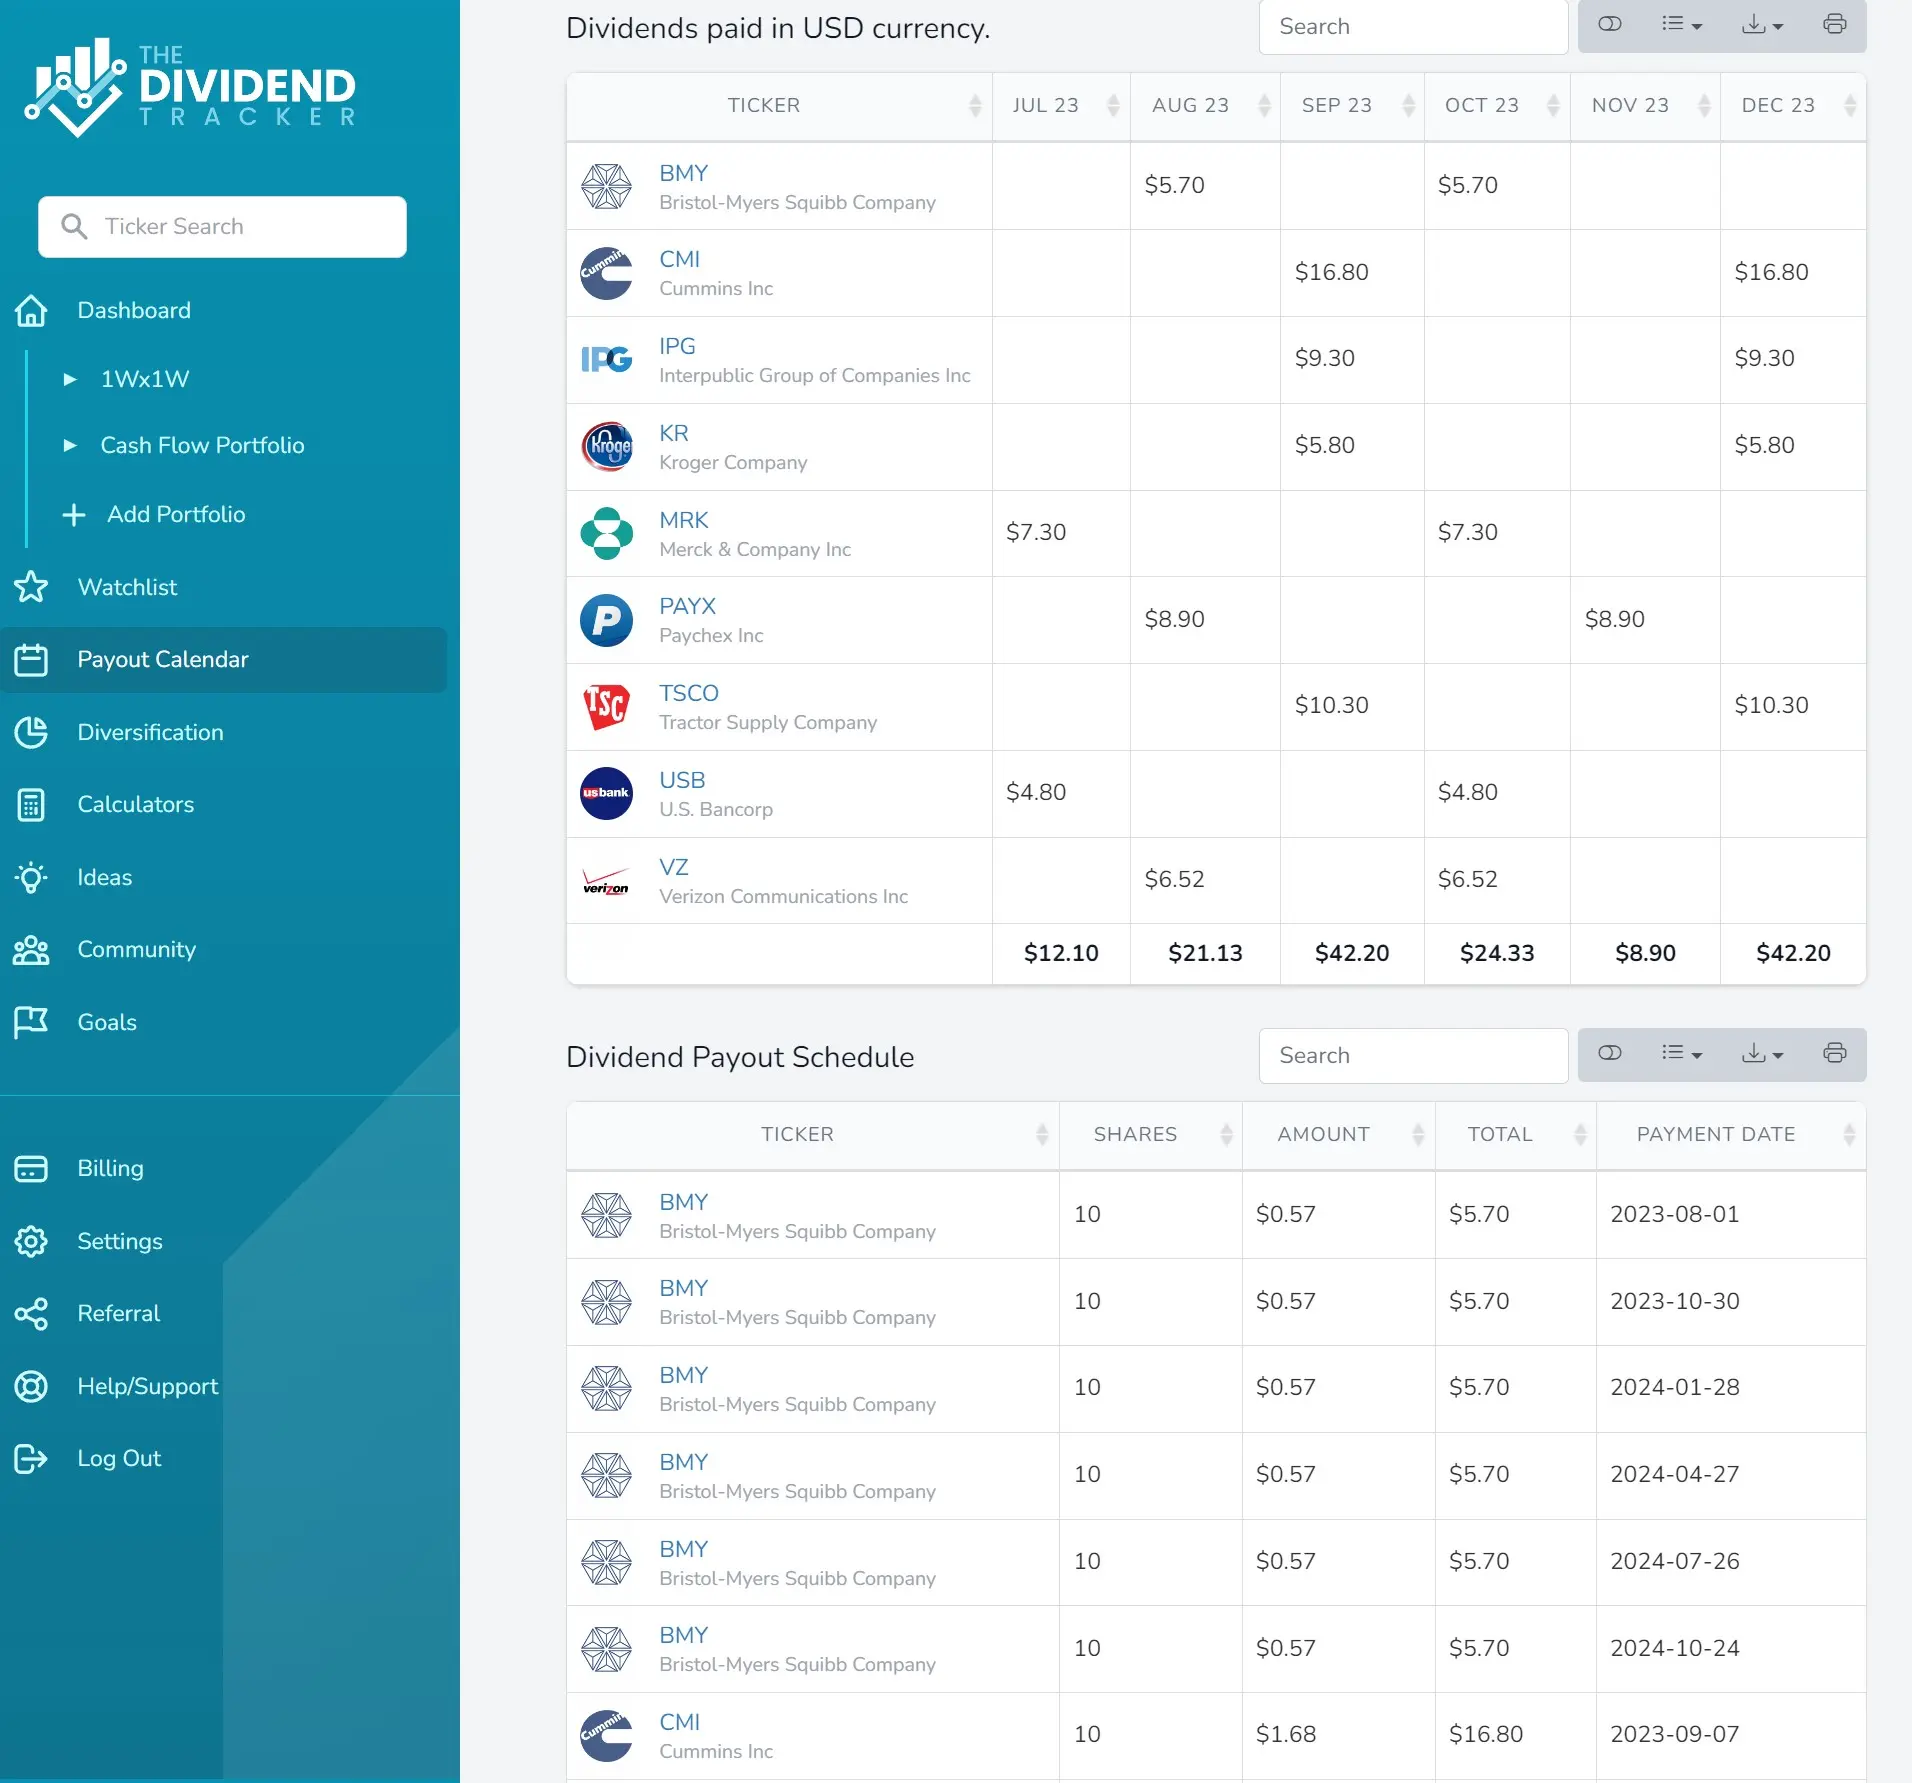 THE
DIVIDEND
TRACKER
Ticker Search
Dashboard
1Wx1W
Cash Flow Portfolio
Add Portfolio
Watchlist
Payout Calendar
Diversification
Calculators
Ideas
Community
Goals
Billing
Settings
Referral
Help/Support
Log Out
Dividends paid in USD currency.
Search
TICKER JUL 23 AUG 23 SEP 23 OCT 23 NOV 23 DEC 23
BMY
Bristol-Myers Squibb Company
$5.70 $5.70
Cummin
CMI
Cummins Inc
$16.80 $16.80
IPG
IPG
Interpublic Group of Companies Inc
$9.30 $9.30
Kroger
KR
Kroger Company
$5.80 $5.80
MRK
Merck & Company Inc
$7.30 $7.30
P
PAYX
Paychex Inc
$8.90 $8.90
TSC
TSCO
Tractor Supply Company
$10.30 $10.30
usbank
USB
U.S. Bancorp
$4.80 $4.80
verizon
VZ
Verizon Communications Inc
$6.52 $6.52
$12.10 $21.13 $42.20 $24.33 $8.90 $42.20
Dividend Payout Schedule
Search
TICKER SHARES AMOUNT TOTAL PAYMENT DATE
BMY
Bristol-Myers Squibb Company
10 $0.57 $5.70 2023-08-01
BMY
Bristol-Myers Squibb Company
10 $0.57 $5.70 2023-10-30
BMY
Bristol-Myers Squibb Company
10 $0.57 $5.70 2024-01-28
BMY
Bristol-Myers Squibb Company
10 $0.57 $5.70 2024-04-27
BMY
Bristol-Myers Squibb Company
10 $0.57 $5.70 2024-07-26
BMY
Bristol-Myers Squibb Company
10 $0.57 $5.70 2024-10-24
Cummin
CMI
Cummins Inc
10 $1.68 $16.80 2023-09-07